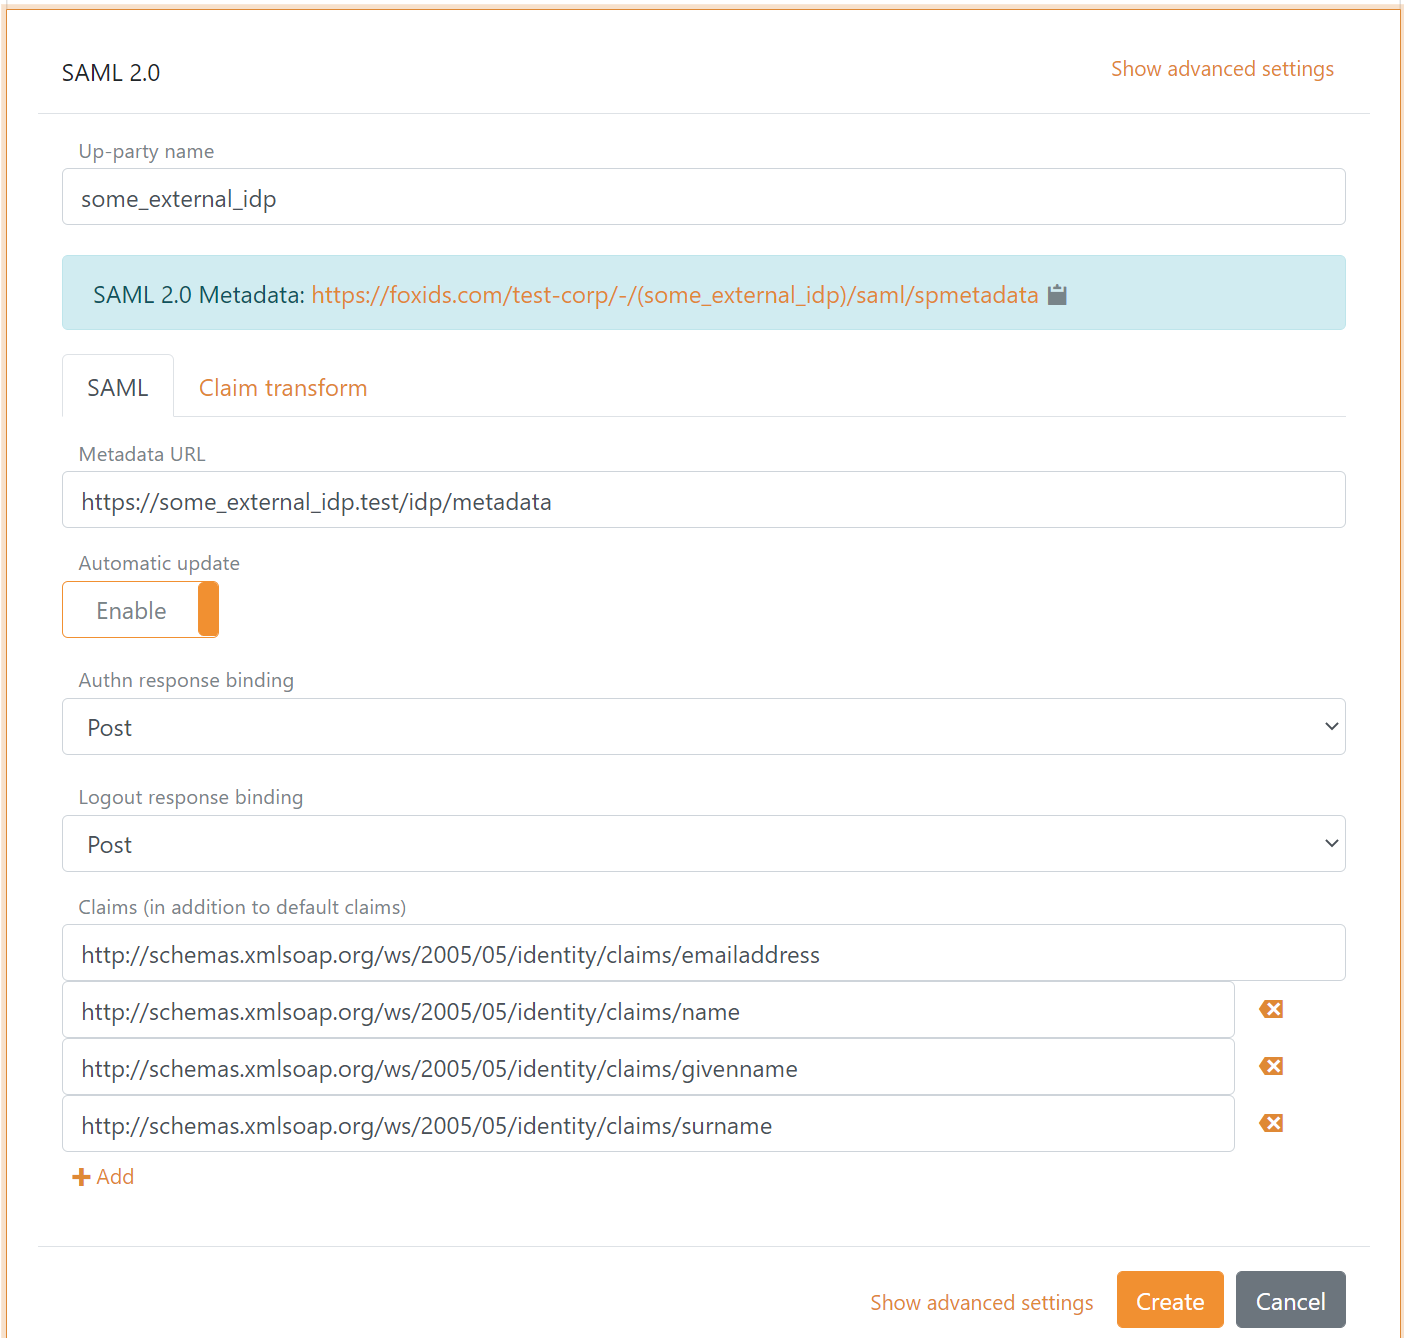 SAML 2.0
Show advanced settings
Up-party name
some_external_idp
SAML 2.0 Metadata: https://foxids.com/test-corp/-/(some_external_idp)/saml/spmetadata
SAML
Claim transform
Metadata URL
https://some_external_idp.test/idp/metadata
Automatic update
Enable
Authn response binding
Post
Logout response binding
Post
Claims (in addition to default claims)
http://schemas.xmlsoap.org/ws/2005/05/identity/claims/emailaddress
http://schemas.xmlsoap.org/ws/2005/05/identity/claims/name
http://schemas.xmlsoap.org/ws/2005/05/identity/claims/givenname
http://schemas.xmlsoap.org/ws/2005/05/identity/claims/surname
Add
Show advanced settings
Create
Cancel